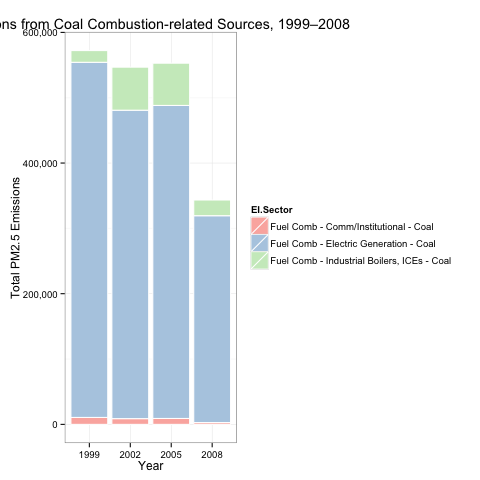 ons from Coal Combustion-related Sources, 1999–2008
600,000
400,000
200,000
0
Total PM2.5 Emissions
1999 2002 2005 2008
Year
EI.Sector
Fuel Comb - Comm/Institutional - Coal
Fuel Comb - Electric Generation - Coal
Fuel Comb - Industrial Boilers, ICEs - Coal